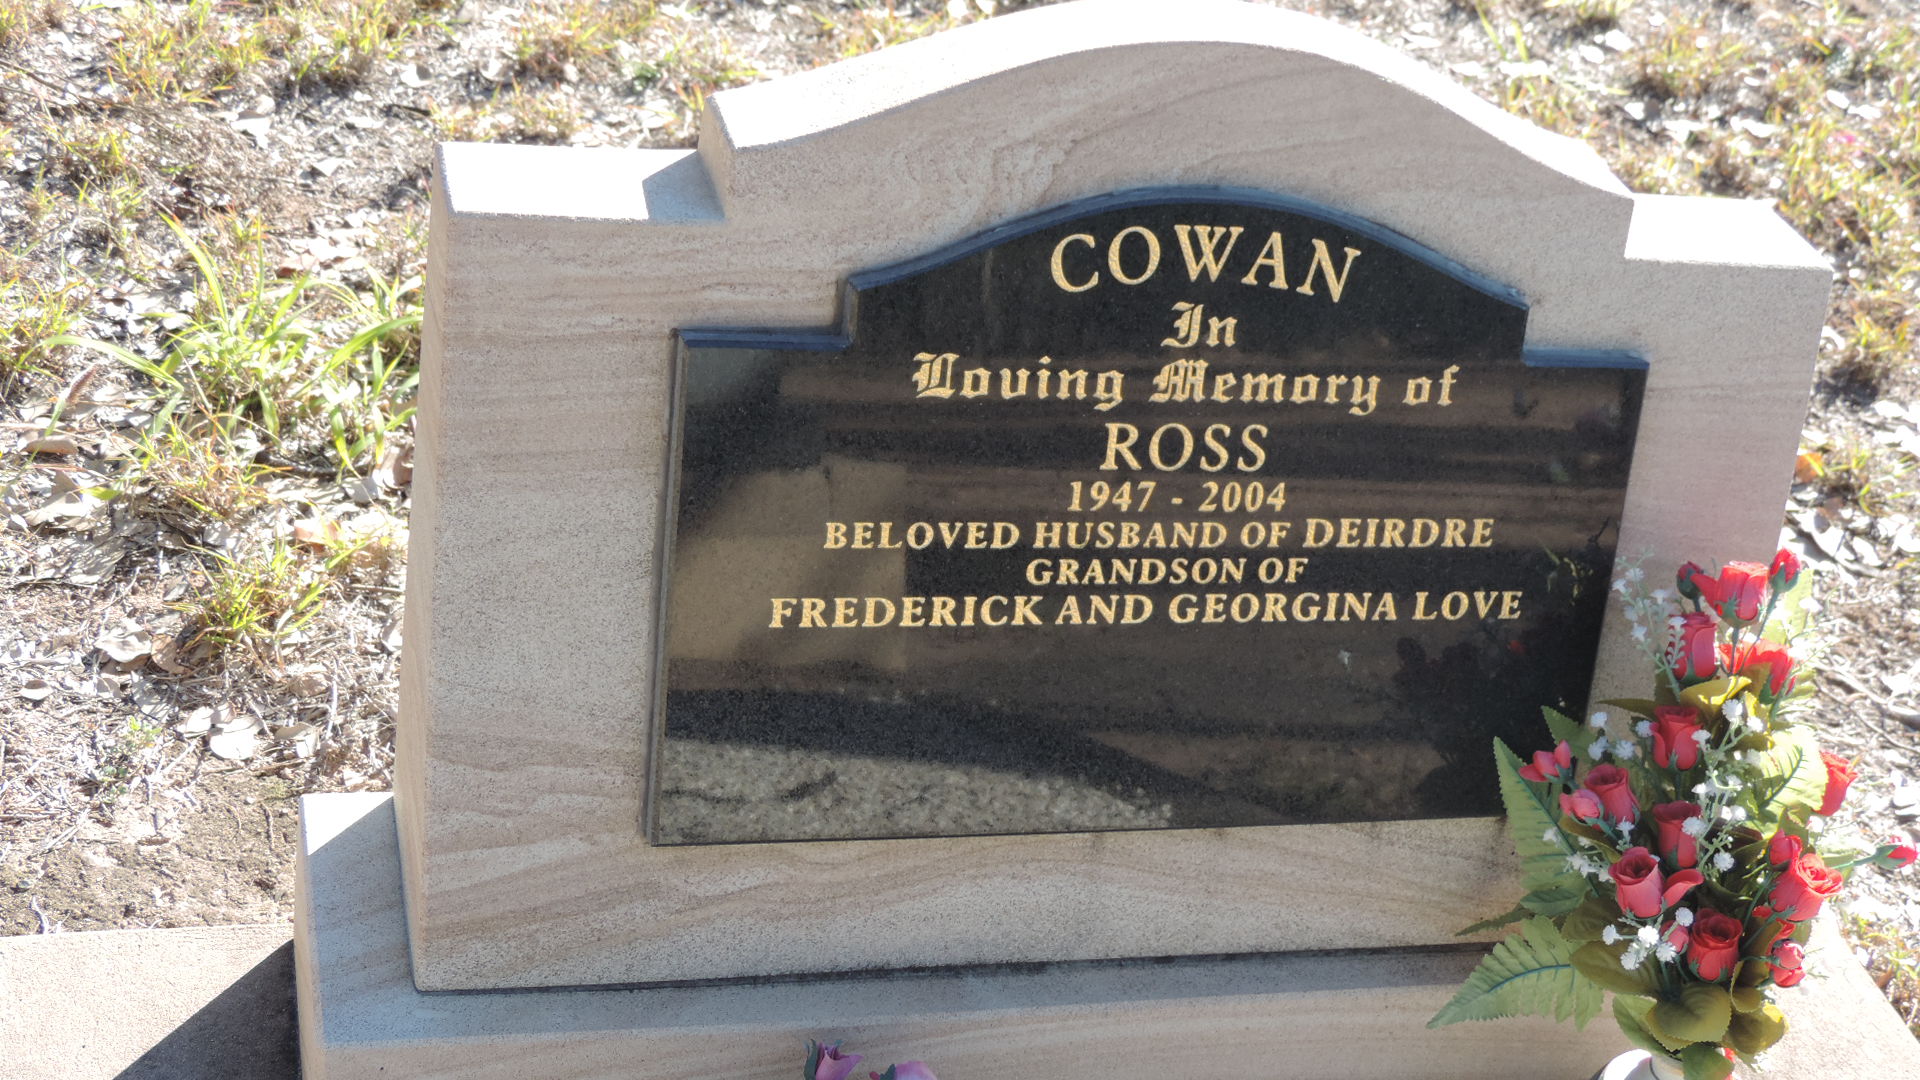 COWAN
In
Loving Memory of
ROSS
1947 - 2004
BELOVED HUSBAND OF DEIRDRE
GRANDSON OF
FREDERICK AND GEORGINA LOVE